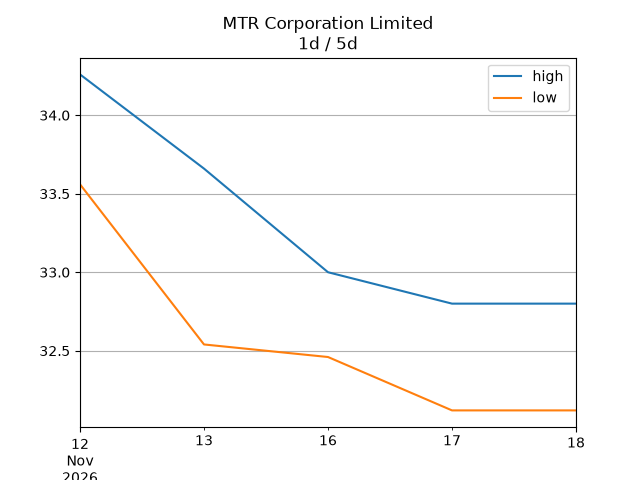 MTR Corporation Limited
1d / 5d
high
low
34.0
33.5
33.0
32.5
12 13 16 17 18
Nov
2026